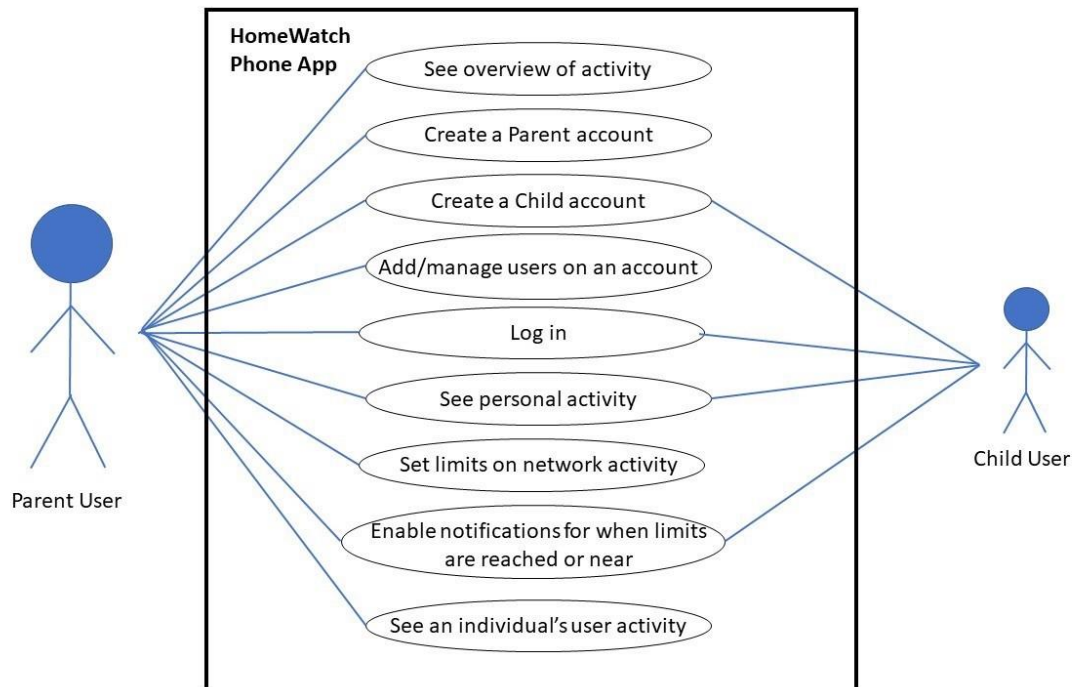 HomeWatch
Phone App
See overview of activity
Create a Parent account
Create a Child account
Add/manage users on an account
Log in
See personal activity
Set limits on network activity
Enable notifications for when limits
are reached or near
See an individual's user activity
Parent User
Child User